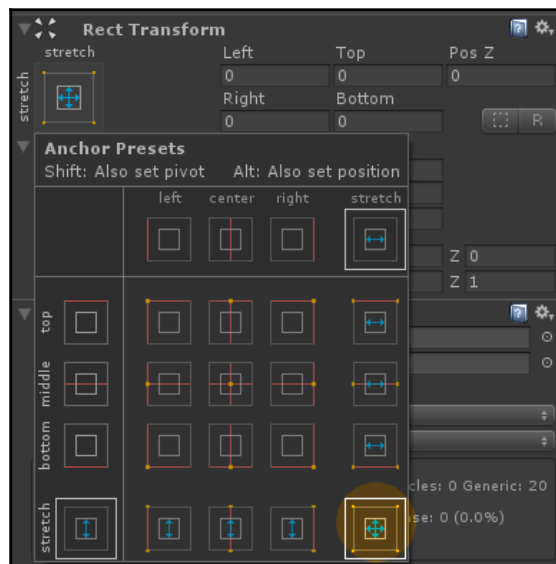 Rect Transform
stretch
Left Top Pos Z
stretch
0 0 0
Right Bottom
0 0
R
Anchor Presets
Shift: Also set pivot Alt: Also set position
left center right stretch
Z 0
Z 1
top
middle
bottom
cles: 0 Generic: 20
stretch
se: 0 (0.0%)